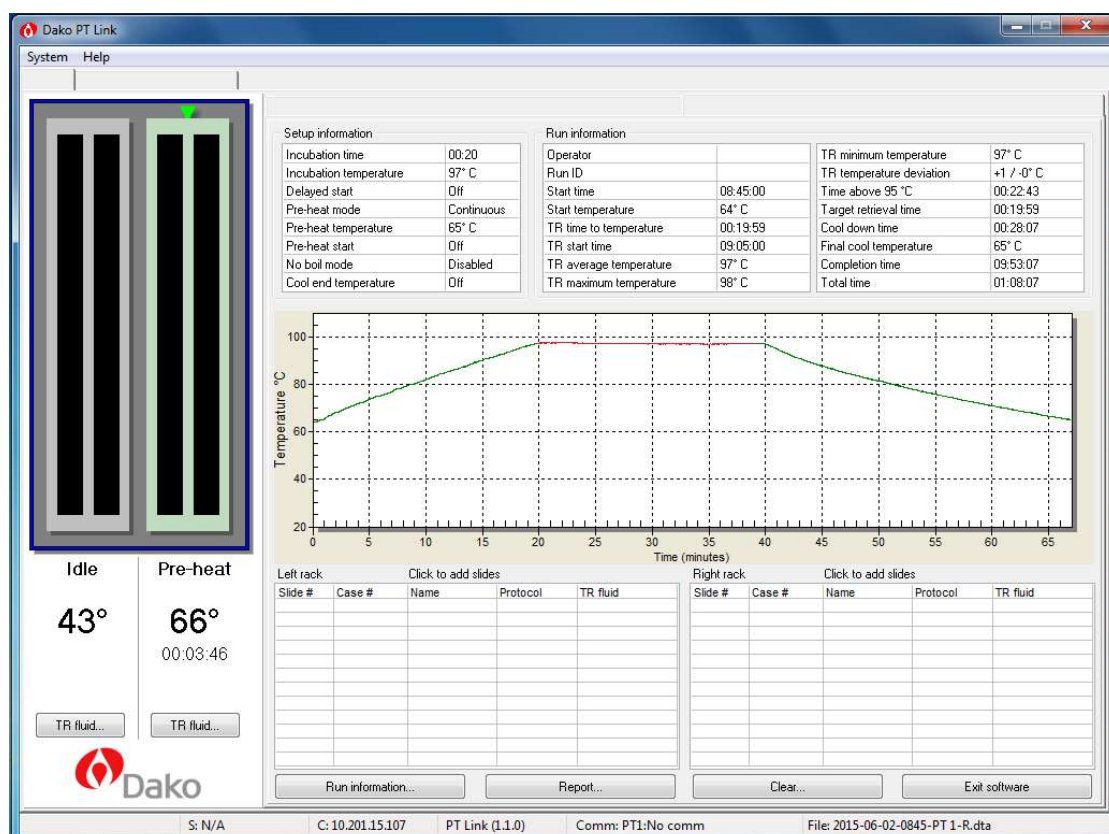 Dako PT Link
System Help
Setup information
Incubation time 00:20
Incubation temperature 97° C
Delayed start Off
Pre-heat mode Continuous
Pre-heat temperature 65° C
Pre-heat start Off
No boil mode Disabled
Cool end temperature Off
Run information
Operator
Run ID
Start time 08:45:00
Start temperature 64° C
TR time to temperature 00:19:59
TR start time 09:05:00
TR average temperature 97° C
TR maximum temperature 98° C
TR minimum temperature 97° C
TR temperature deviation +1 / -0° C
Time above 95 °C 00:22:43
Target retrieval time 00:19:59
Cool down time 00:28:07
Final cool temperature 65° C
Completion time 09:53:07
Total time 01:08:07
Temperature °C
100
80
60
40
20
0 5 10 15 20 25 30 35 40 45 50 55 60 65
Time (minutes)
Idle Pre-heat
43° 66°
00:03:46
TR fluid... TR fluid...
Dako
Left rack Click to add slides
Slide # Case # Name Protocol TR fluid
Right rack Click to add slides
Slide # Case # Name Protocol TR fluid
Run information... Report... Clear... Exit software
S: N/A C: 10.201.15.107 PT Link (1.1.0) Comm: PT1:No comm File: 2015-06-02-0845-PT 1-R.dta